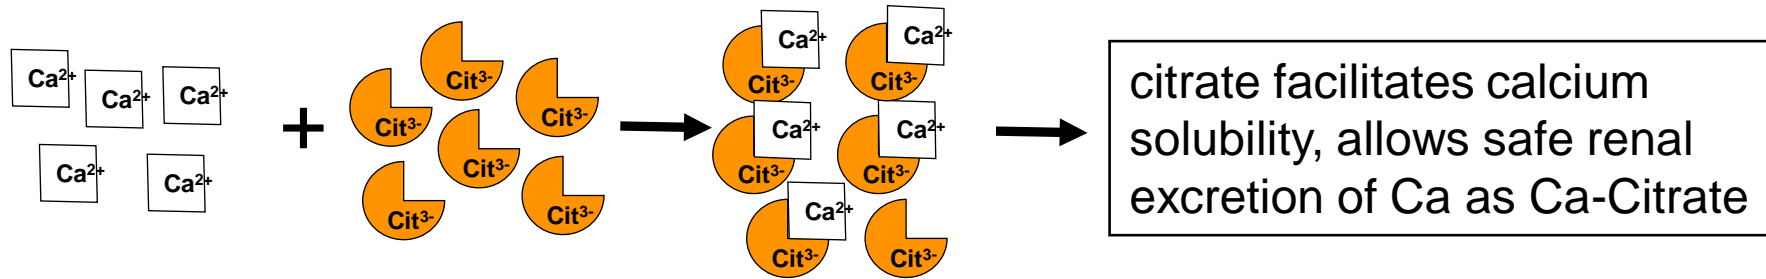 Ca2+
Ca2+
Ca2+
Ca2+
Ca2+
+
Cit3-
Cit3-
Cit3-
Cit3-
Cit3-
Cit3-
Ca2+
Cit3-
Ca2+
Cit3-
Ca2+
Cit3-
Ca2+
Cit3-
Ca2+
Cit3-
Cit3-
citrate facilitates calcium
solubility, allows safe renal
excretion of Ca as Ca-Citrate